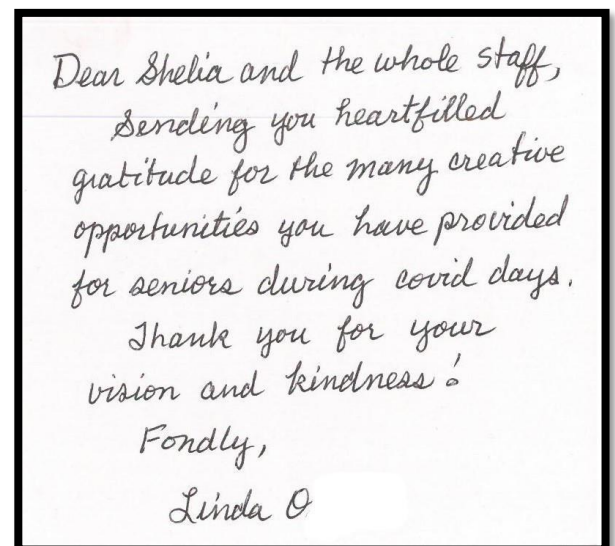 Dear Shelia and the whole staff,
Sending you heartfilled
gratitude for the many creative
opportunities you have provided
for seniors during covid days.
Thank you for your
vision and kindness!
Fondly,
Linda O